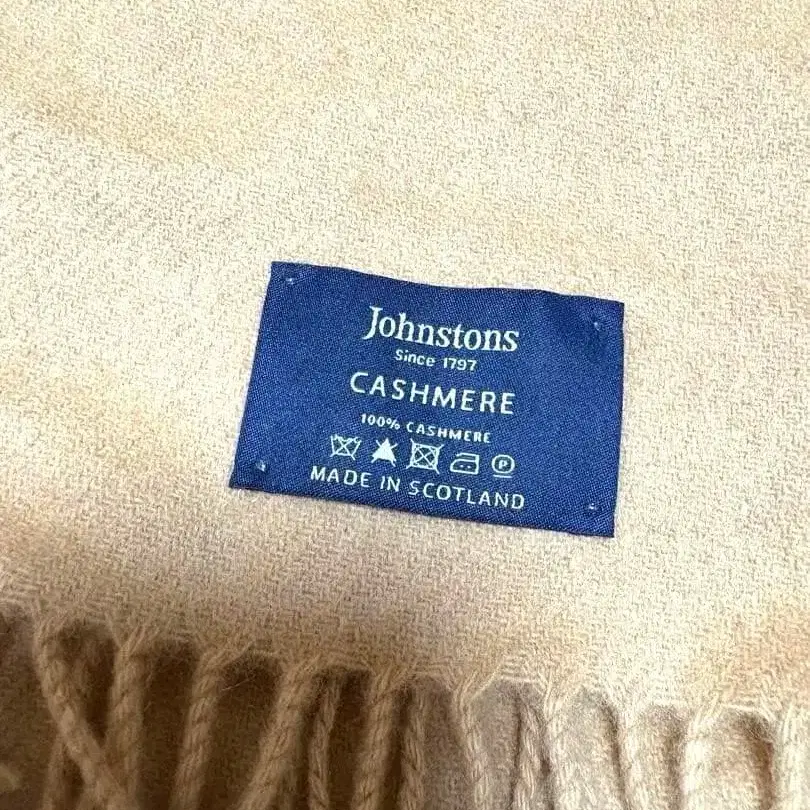 Johnstons
Since 1797
CASHMERE
100% CASHMERE
P
MADE IN SCOTLAND